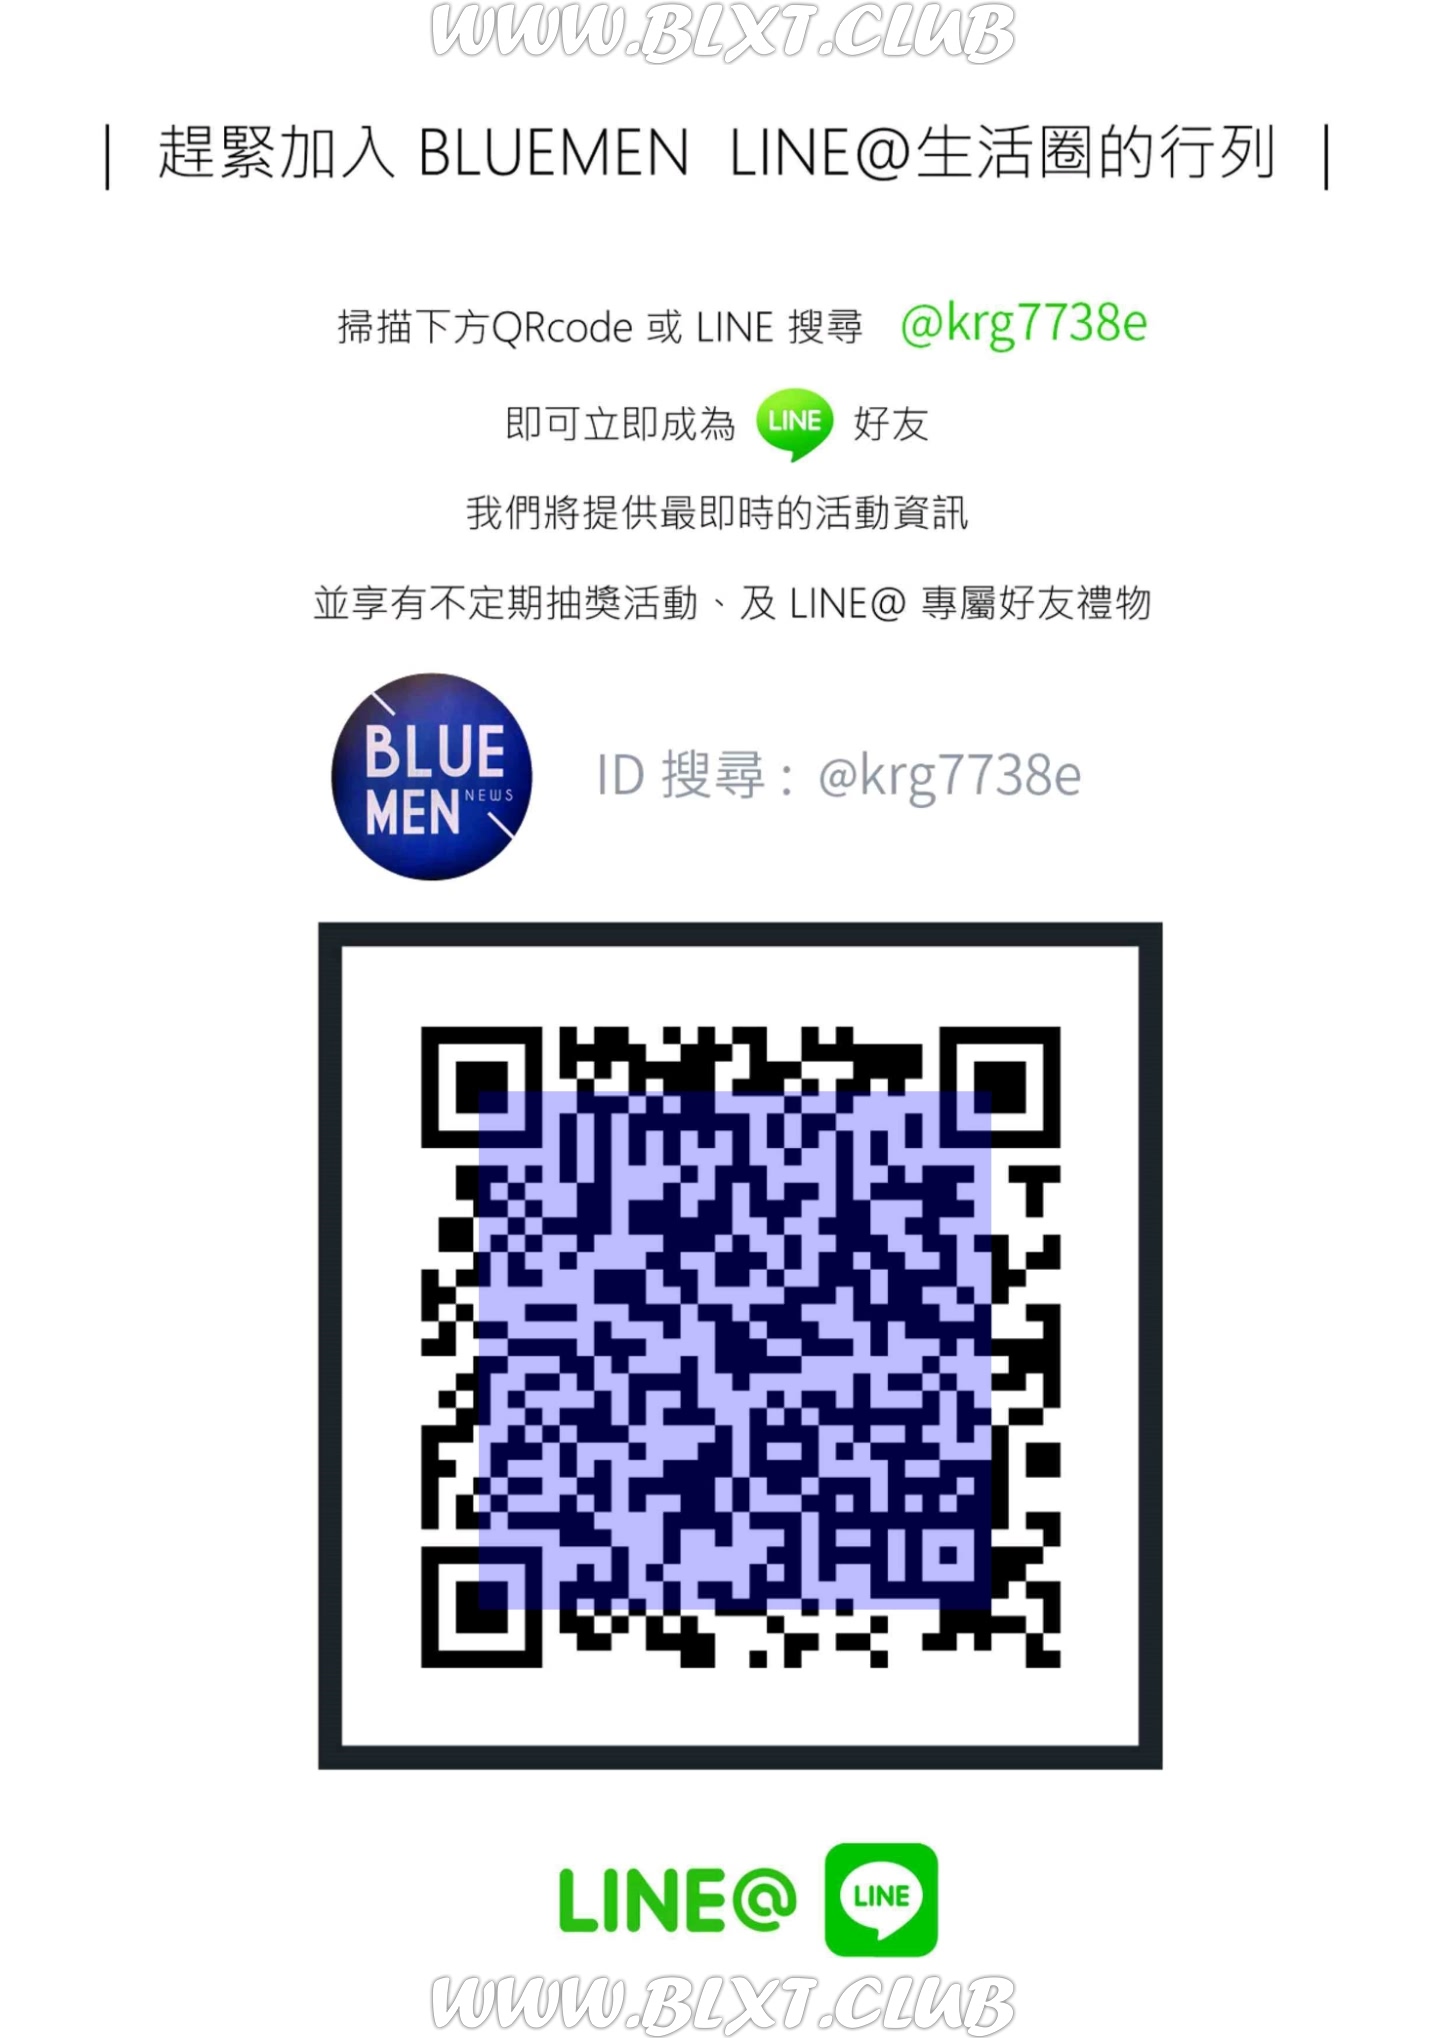 WWW.BLXT.CLUB
| 趕緊加入 BLUEMEN LINE@生活圈的行列 |
掃描下方QRcode 或 LINE 搜尋 @krg7738e
即可立即成為 LINE 好友
我們將提供最即時的活動資訊
並享有不定期抽獎活動、及 LINE@ 專屬好友禮物
BLUE
MEN NEWS
ID 搜尋 : @krg7738e
LINE@ LINE
WWW.BLXT.CLUB